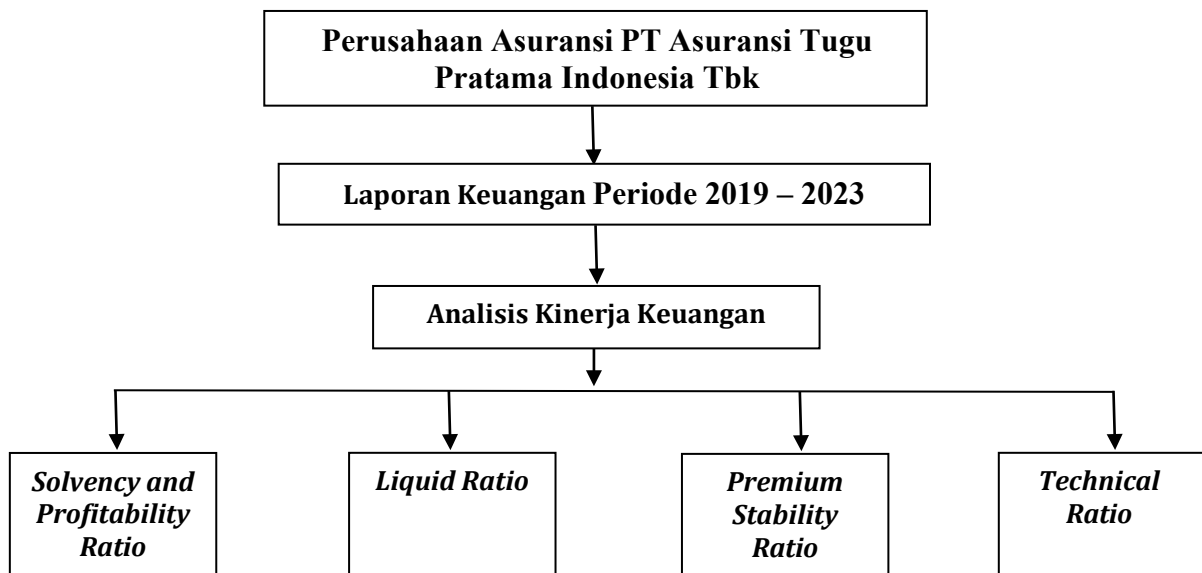 Perusahaan Asuransi PT Asuransi Tugu
Pratama Indonesia Tbk
Laporan Keuangan Periode 2019 – 2023
Analisis Kinerja Keuangan
Solvency and
Profitability
Ratio
Liquid Ratio
Premium
Stability
Ratio
Technical
Ratio